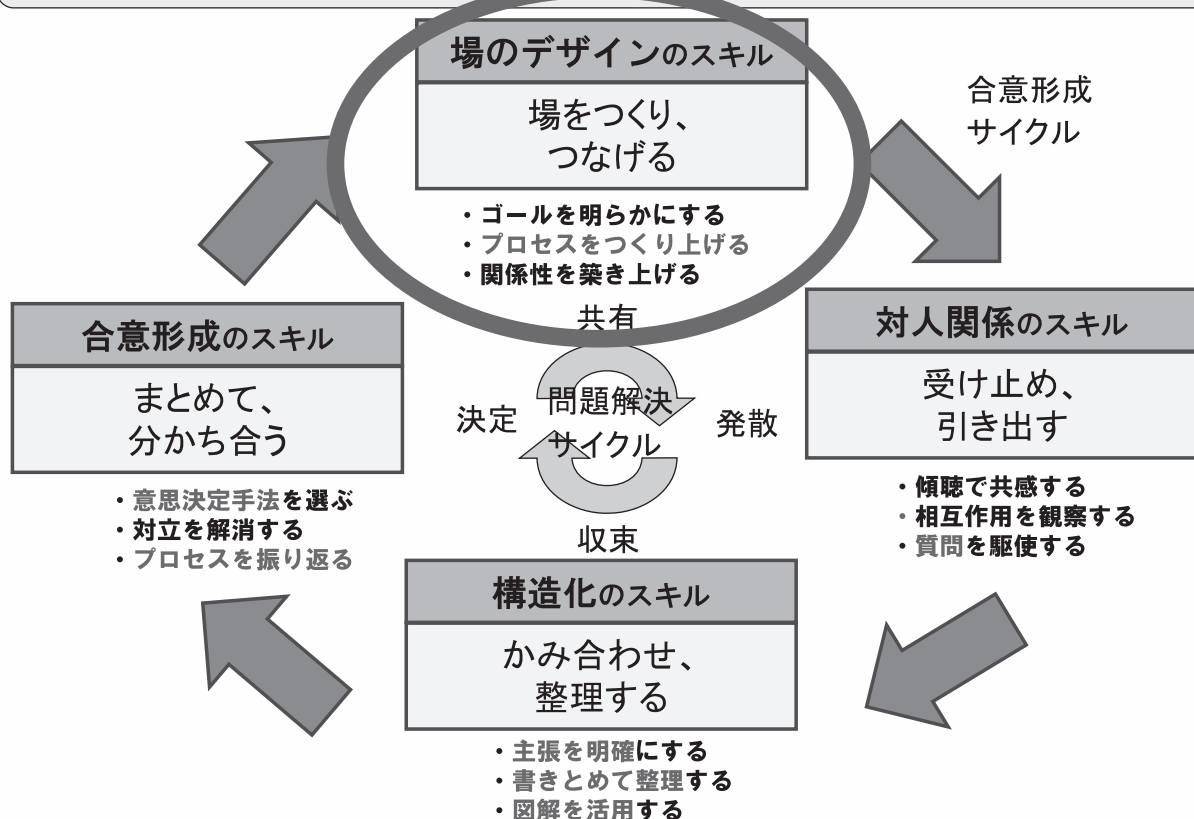 場のデザインのスキル
場をつくり、
つなげる
・ゴールを明らかにする
・プロセスをつくり上げる
・関係性を築き上げる
合意形成
サイクル
対人関係のスキル
受け止め、
引き出す
・傾聴で共感する
・相互作用を観察する
・質問を駆使する
構造化のスキル
かみ合わせ、
整理する
・主張を明確にする
・書きとめて整理する
・図解を活用する
合意形成のスキル
まとめて、
分かち合う
・意思決定手法を選ぶ
・対立を解消する
・プロセスを振り返る
共有
発散
収束
決定
問題解決
サイクル